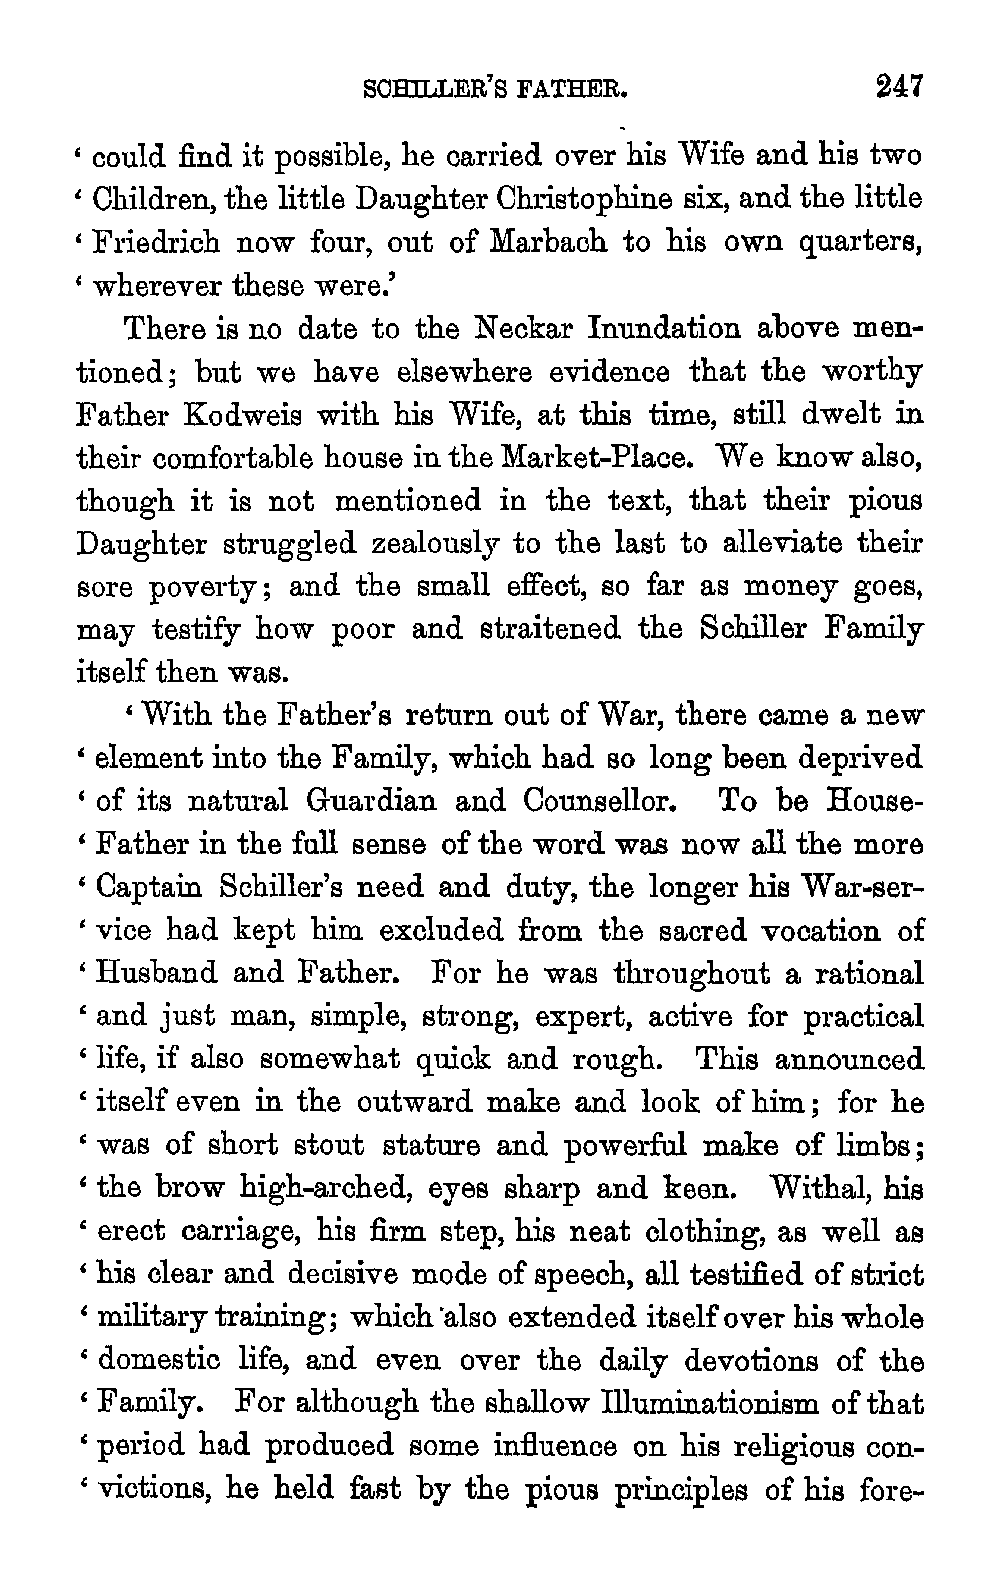 SCHILLER'S FATHER. 247
‘ could find it possible, he carried over his Wife and his two
‘ Children, the little Daughter Christophine six, and the little
‘ Friedrich now four, out of Marbach to his own quarters,
‘ wherever these were.’
There is no date to the Neckar Inundation above men-
tioned; but we have elsewhere evidence that the worthy
Father Kodweis with his Wife, at this time, still dwelt in
their comfortable house in the Market-Place. We know also,
though it is not mentioned in the text, that their pious
Daughter struggled zealously to the last to alleviate their
sore poverty; and the small effect, so far as money goes,
may testify how poor and straitened the Schiller Family
itself then was.
‘ With the Father's return out of War, there came a new
‘ element into the Family, which had so long been deprived
‘ of its natural Guardian and Counsellor. To be House-
‘ Father in the full sense of the word was now all the more
‘ Captain Schiller's need and duty, the longer his War-ser-
‘ vice had kept him excluded from the sacred vocation of
‘ Husband and Father. For he was throughout a rational
‘ and just man, simple, strong, expert, active for practical
‘ life, if also somewhat quick and rough. This announced
‘ itself even in the outward make and look of him; for he
‘ was of short stout stature and powerful make of limbs;
‘ the brow high-arched, eyes sharp and keen. Withal, his
‘ erect carriage, his firm step, his neat clothing, as well as
‘ his clear and decisive mode of speech, all testified of strict
‘ military training; which also extended itself over his whole
‘ domestic life, and even over the daily devotions of the
‘ Family. For although the shallow Illuminationism of that
‘ period had produced some influence on his religious con-
‘ victions, he held fast by the pious principles of his fore-